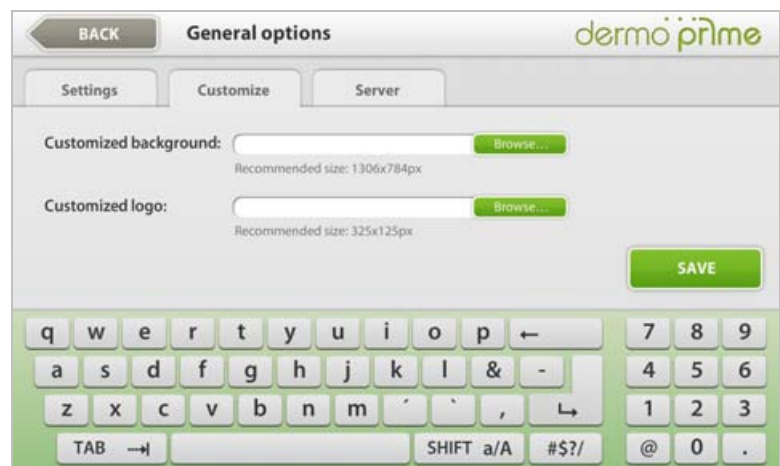 BACK General options dermo prime
Settings Customize Server
Customized background: Browse...
Recommended size: 1306x784px
Customized logo: Browse...
Recommended size: 325x125px
SAVE
q w e r t y u i o p ← 7 8 9
a s d f g h j k l & - 4 5 6
z x c v b n m ´ ` , ↵ 1 2 3
TAB SHIFT a/A #$?/ @ 0 .